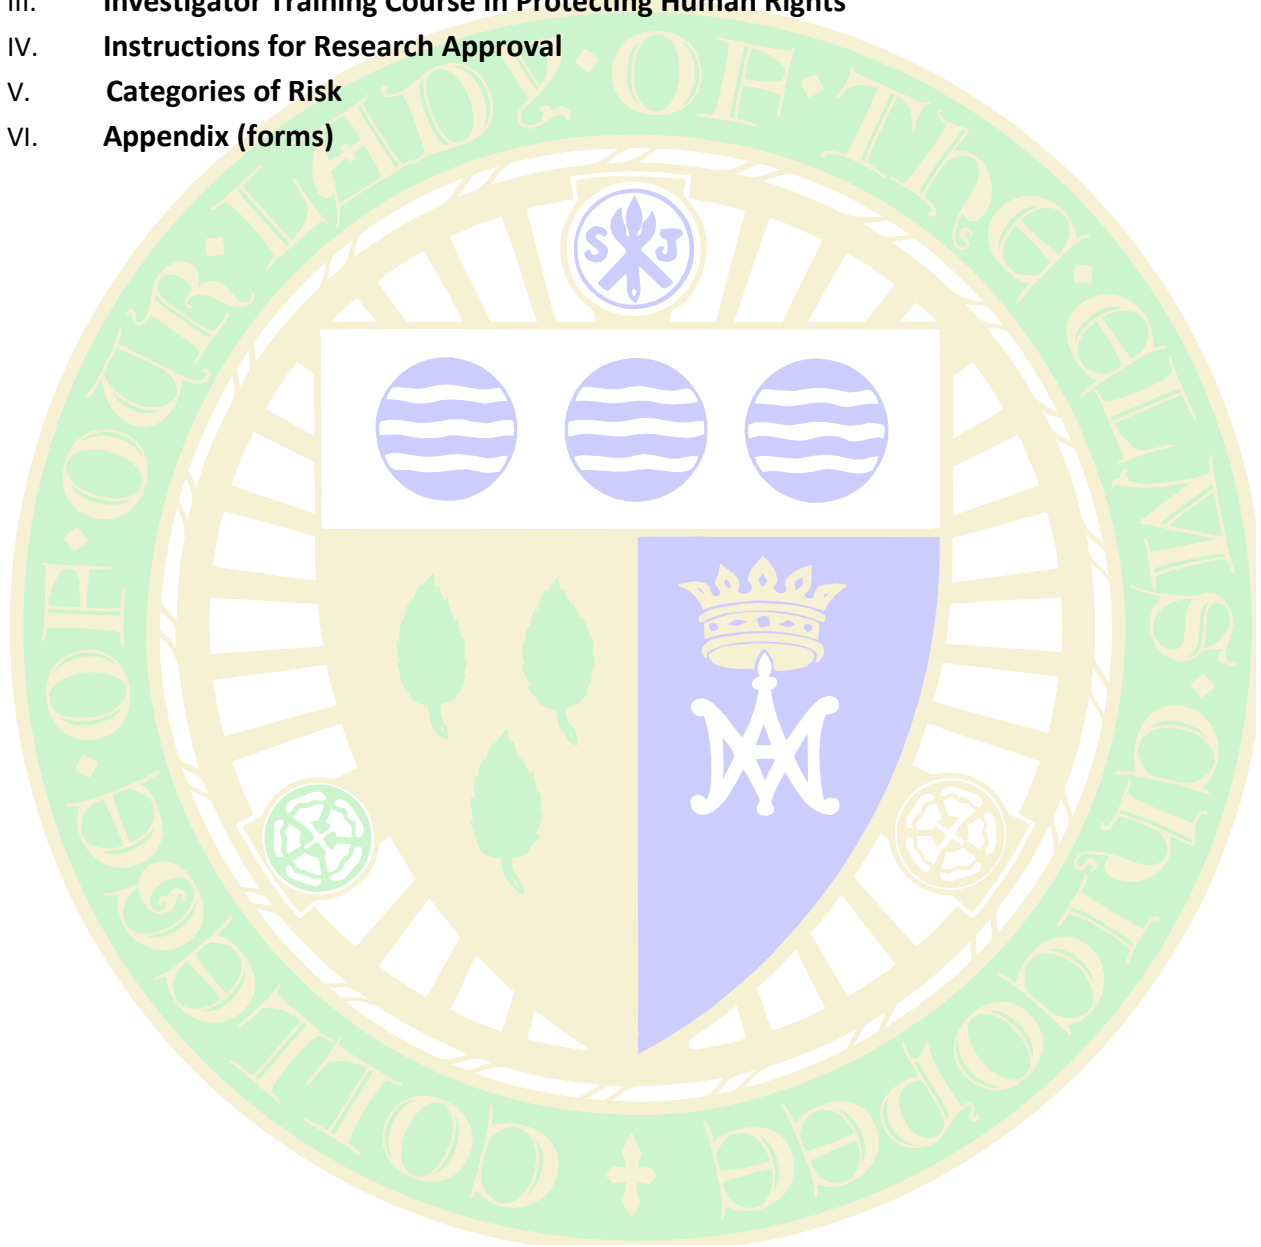 III. Investigator Training Course in Protecting Human Rights
IV. Instructions for Research Approval
V. Categories of Risk
VI. Appendix (forms)
COLLEGE · OF · OUR · LADY · OF · The · ELMS · CHICOPEE
S J